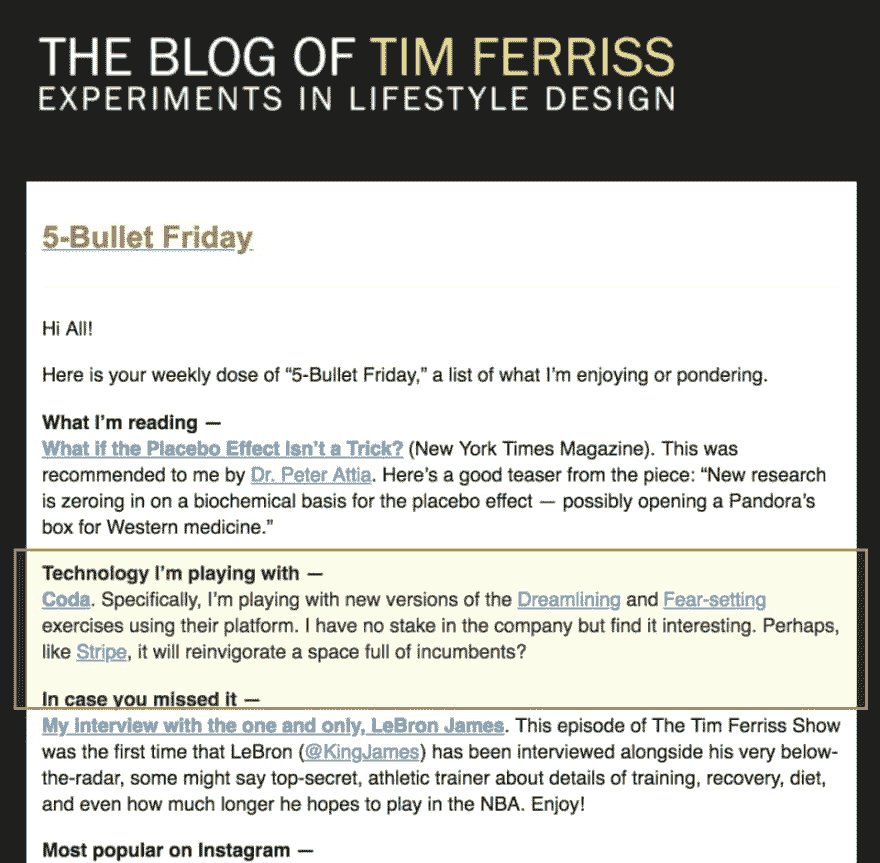 THE BLOG OF TIM FERRISS
EXPERIMENTS IN LIFESTYLE DESIGN
5-Bullet Friday
Hi All!
Here is your weekly dose of “5-Bullet Friday,” a list of what I’m enjoying or pondering.
What I’m reading —
What if the Placebo Effect Isn’t a Trick? (New York Times Magazine). This was
recommended to me by Dr. Peter Attia. Here’s a good teaser from the piece: “New research
is zeroing in on a biochemical basis for the placebo effect — possibly opening a Pandora’s
box for Western medicine.”
Technology I’m playing with —
Coda. Specifically, I’m playing with new versions of the Dreamlining and Fear-setting
exercises using their platform. I have no stake in the company but find it interesting. Perhaps,
like Stripe, it will reinvigorate a space full of incumbents?
In case you missed it —
My interview with the one and only, LeBron James. This episode of The Tim Ferriss Show
was the first time that LeBron (@KingJames) has been interviewed alongside his very below-
the-radar, some might say top-secret, athletic trainer about details of training, recovery, diet,
and even how much longer he hopes to play in the NBA. Enjoy!
Most popular on Instagram —